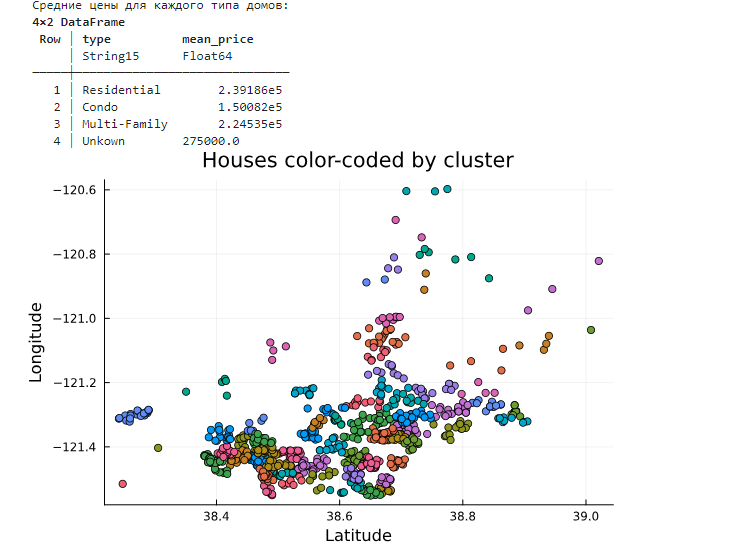 Средние цены для каждого типа домов:
4×2 DataFrame
Row │ type mean_price
│ String15 Float64
1 │ Residential 2.39186e5
2 │ Condo 1.50082e5
3 │ Multi-Family 2.24535e5
4 │ Unkown 275000.0
Houses color-coded by cluster
−120.6
−120.8
−121.0
−121.2
−121.4
Longitude
38.4 38.6 38.8 39.0
Latitude